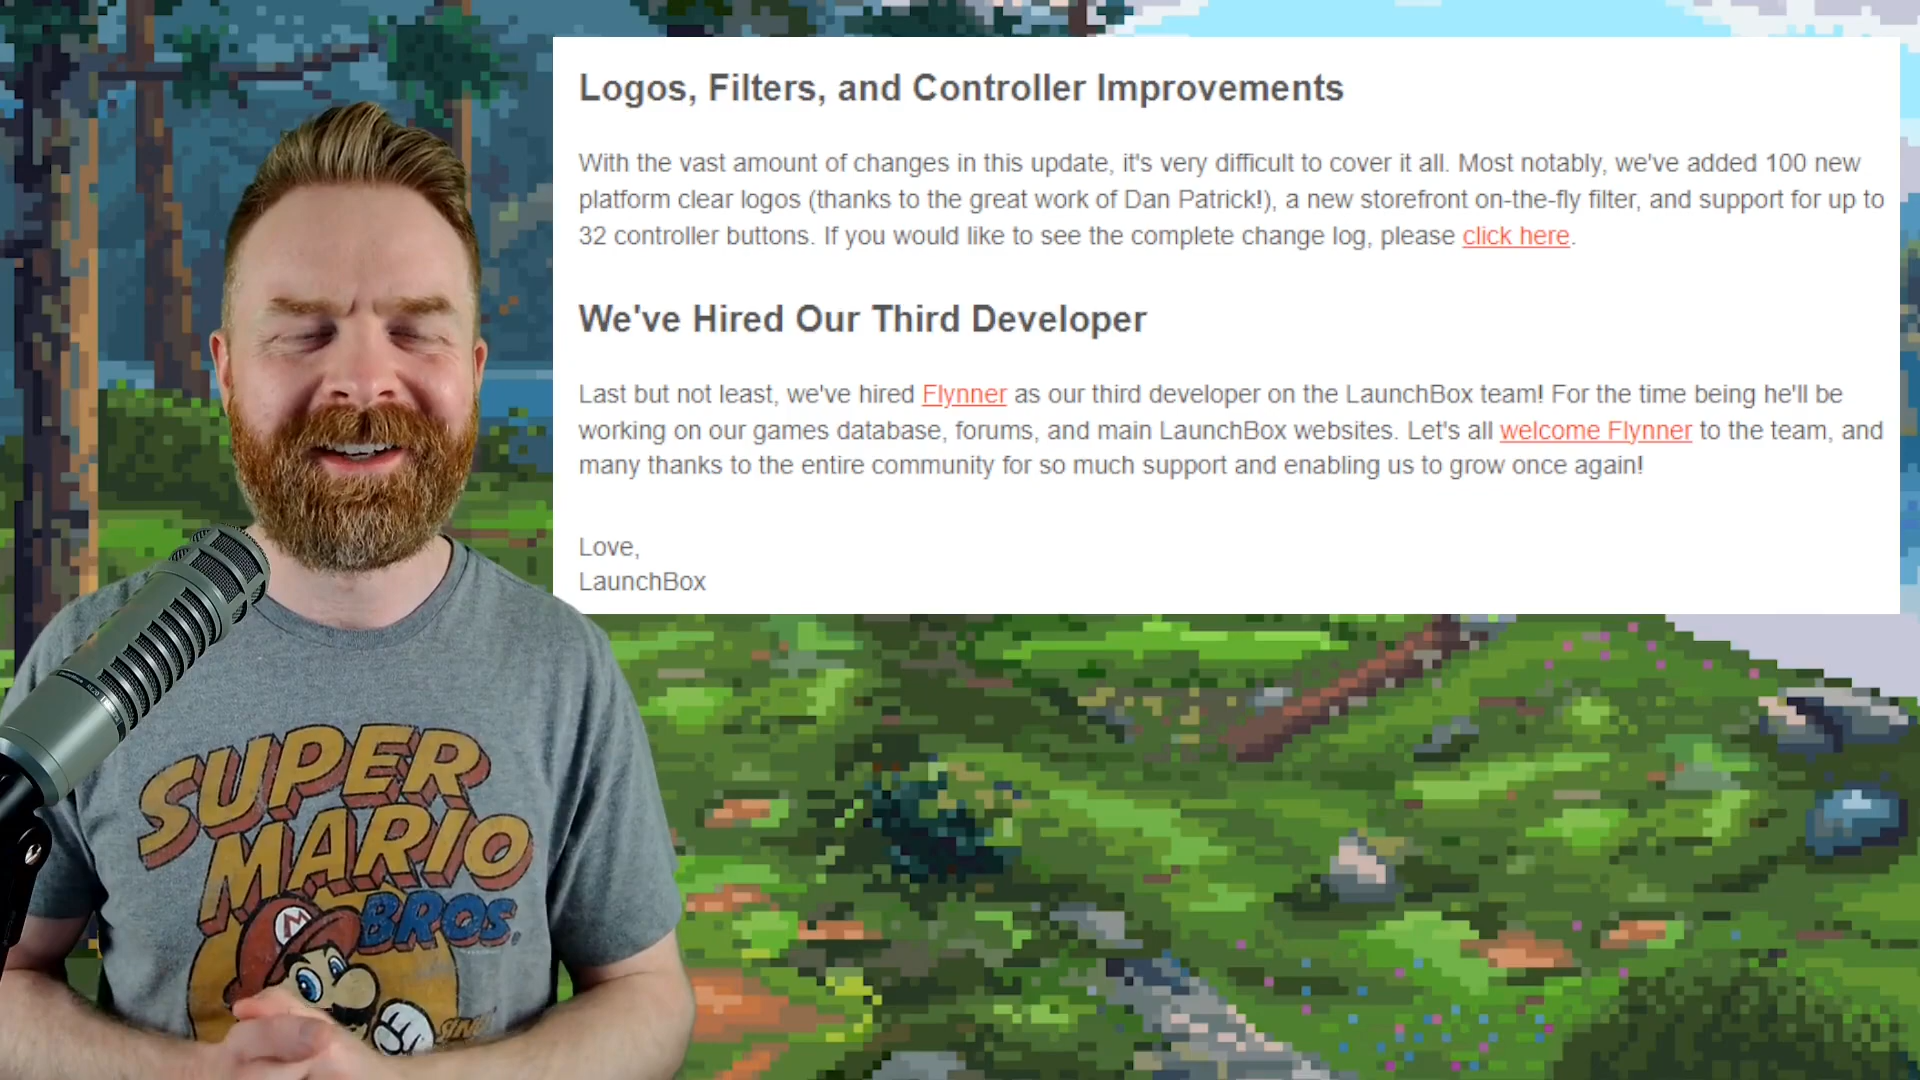 Logos, Filters, and Controller Improvements
With the vast amount of changes in this update, it's very difficult to cover it all. Most notably, we've added 100 new
platform clear logos (thanks to the great work of Dan Patrick!), a new storefront on-the-fly filter, and support for up to
32 controller buttons. If you would like to see the complete change log, please click here.
We've Hired Our Third Developer
Last but not least, we've hired Flynner as our third developer on the LaunchBox team! For the time being he'll be
working on our games database, forums, and main LaunchBox websites. Let's all welcome Flynner to the team, and
many thanks to the entire community for so much support and enabling us to grow once again!
Love,
LaunchBox
SUPER
MARIO
BROS.
M